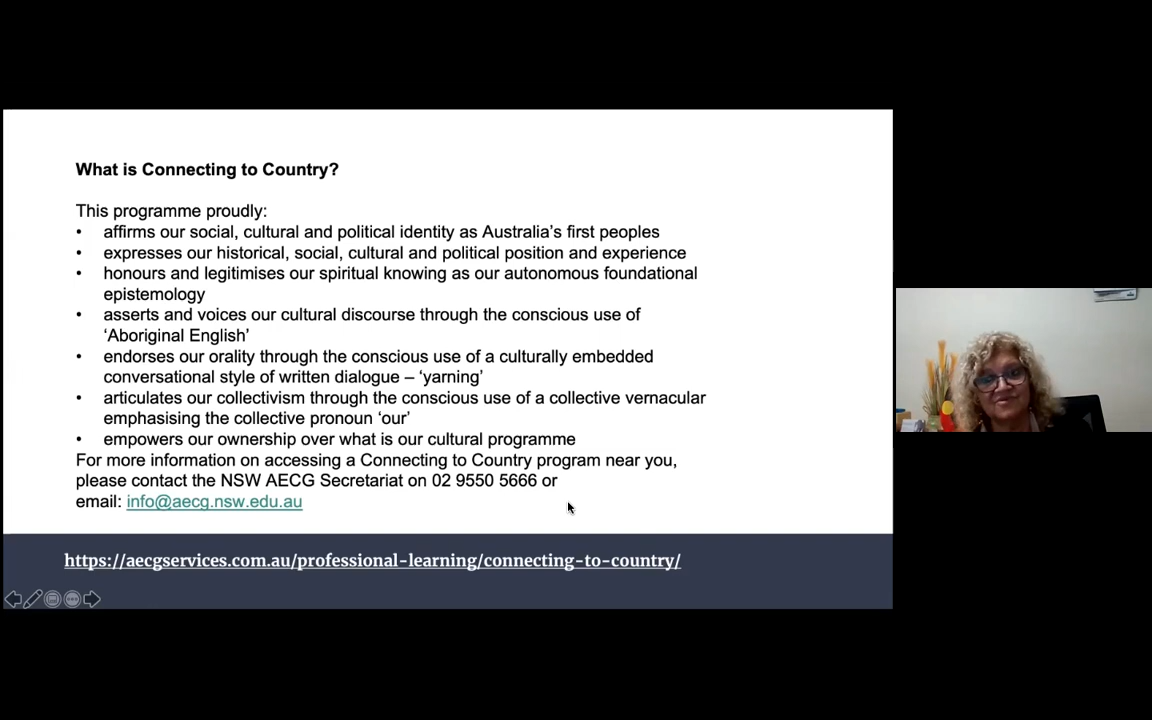 What is Connecting to Country?
This programme proudly:
• affirms our social, cultural and political identity as Australia's first peoples
• expresses our historical, social, cultural and political position and experience
• honours and legitimises our spiritual knowing as our autonomous foundational
epistemology
• asserts and voices our cultural discourse through the conscious use of
‘Aboriginal English’
• endorses our orality through the conscious use of a culturally embedded
conversational style of written dialogue – ‘yarning’
• articulates our collectivism through the conscious use of a collective vernacular
emphasising the collective pronoun ‘our’
• empowers our ownership over what is our cultural programme
For more information on accessing a Connecting to Country program near you,
please contact the NSW AECG Secretariat on 02 9550 5666 or
email: info@aecg.nsw.edu.au
https://aecgservices.com.au/professional-learning/connecting-to-country/